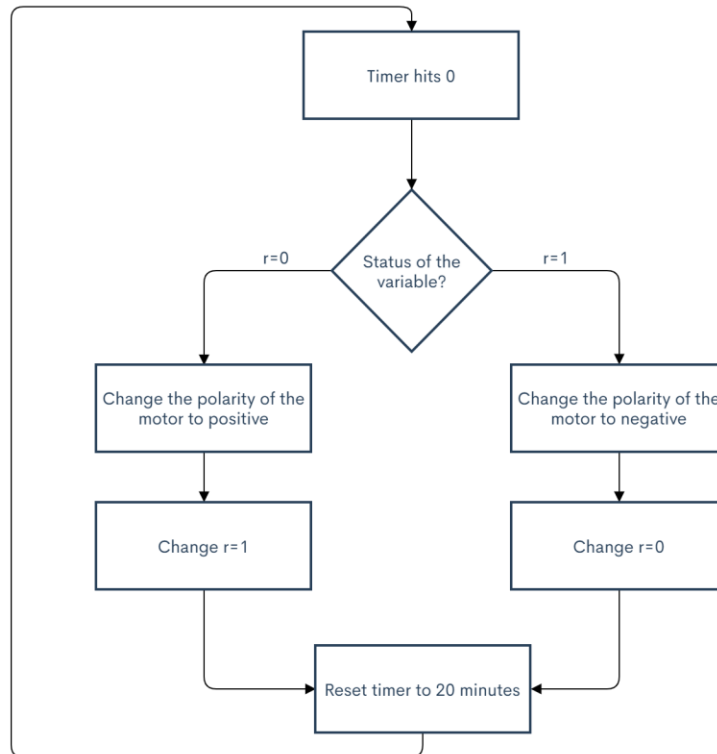 Timer hits 0
Status of the
variable?
r=0
r=1
Change the polarity of the
motor to positive
Change the polarity of the
motor to negative
Change r=1
Change r=0
Reset timer to 20 minutes